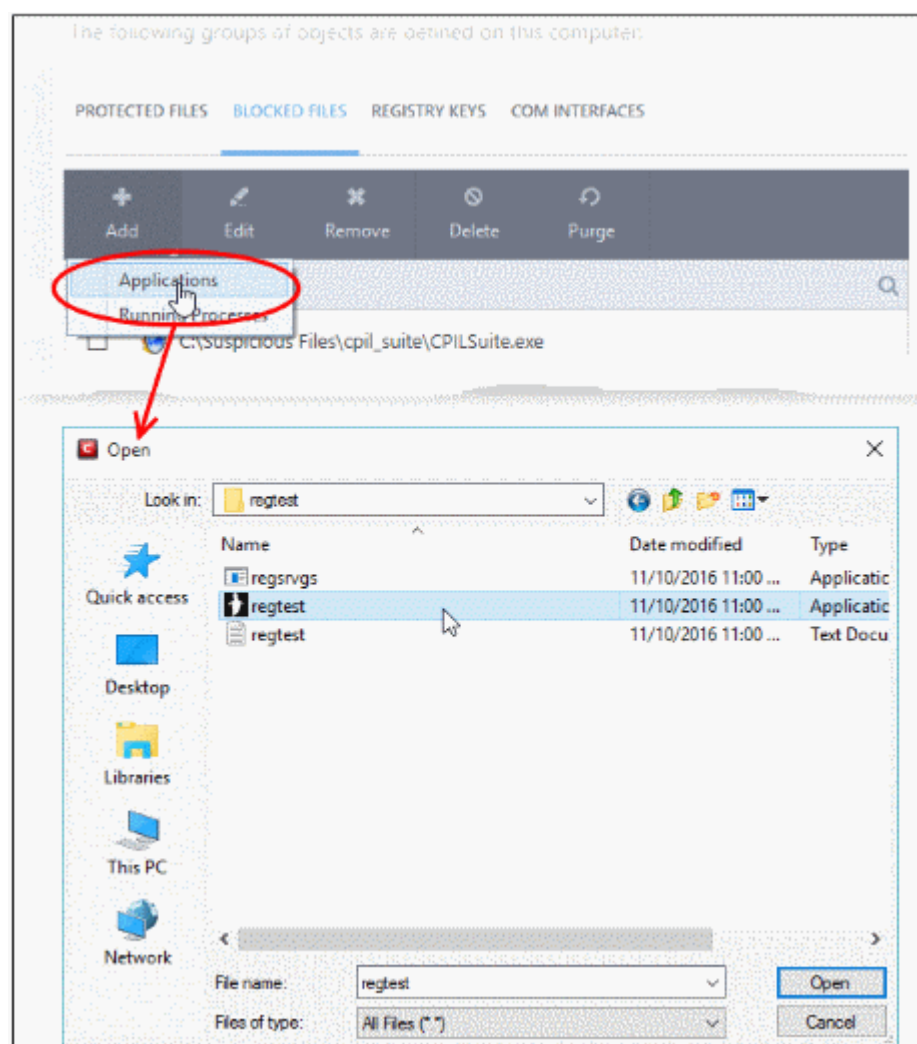 The following groups of objects are defined on this computer:
PROTECTED FILES BLOCKED FILES REGISTRY KEYS COM INTERFACES
Add Edit Remove Delete Purge
Applications
Running Processes
C:\Suspicious Files\cpil_suite\CPILSuite.exe
Open
Look in: regtest
Name Date modified Type
regsrvgs 11/10/2016 11:00 ... Applicatic
regtest 11/10/2016 11:00 ... Applicatic
regtest 11/10/2016 11:00 ... Text Docu
Quick access
Desktop
Libraries
This PC
Network
File name: regtest Open
Files of type: All Files (*.*) Cancel